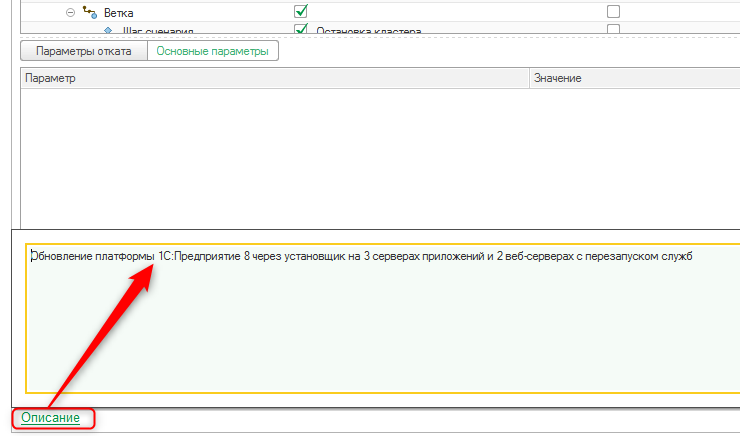 Ветка
Шаг сценария Остановка кластера
Параметры отката Основные параметры
Параметр Значение
Обновление платформы 1С:Предприятие 8 через установщик на 3 серверах приложений и 2 веб-серверах с перезапуском служб
Описание